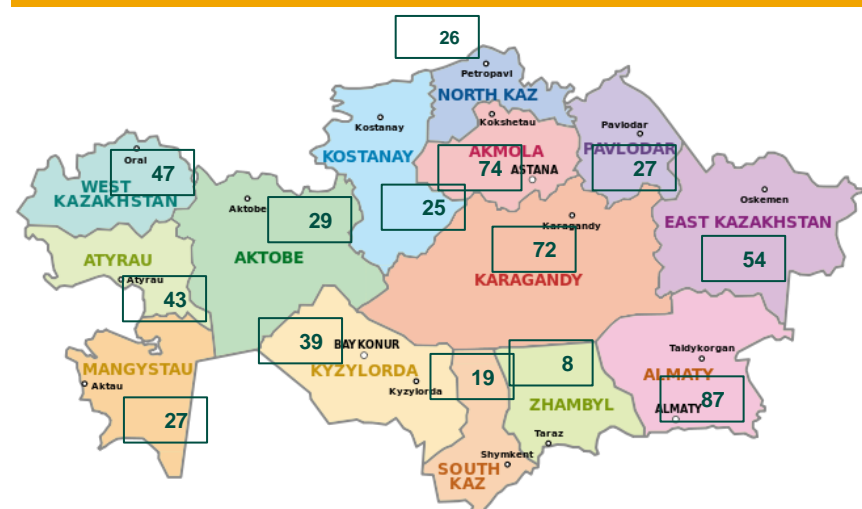 26
Petropavl
NORTH KAZ
Kostanay
Kokshetau
Pavlodar
KOSTANAY
AKMOLA
PAVLODAR
Oral
47
74
ASTANA
27
WEST
KAZAKHSTAN
Aktobe
29
25
Karagandy
Oskemen
EAST KAZAKHSTAN
ATYRAU
AKTOBE
72
54
Atyrau
KARAGANDY
43
39
BAYKONUR
Taldykorgan
MANGYSTAU
KYZYLORDA
19
8
ALMATY
Aktau
Kyzylorda
ZHAMBYL
ALMATY
87
27
Taraz
Shymkent
SOUTH
KAZ